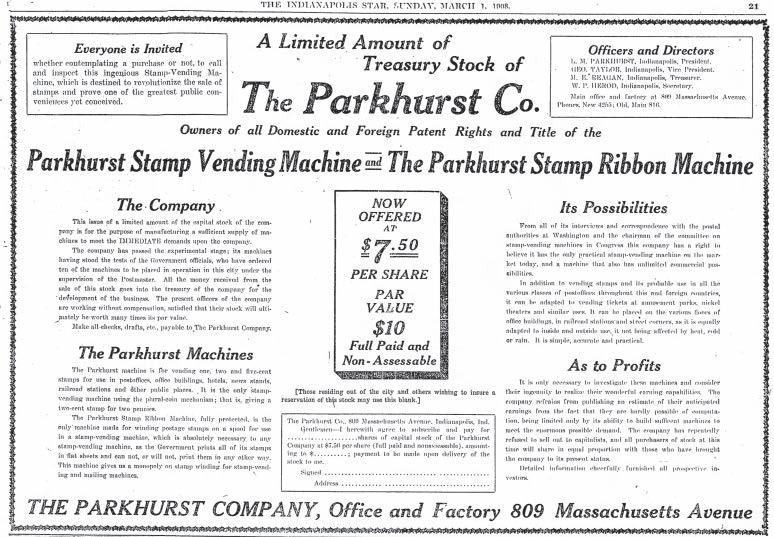 THE INDIANAPOLIS STAR, SUNDAY, MARCH 1, 1908.
21
Everyone is Invited
whether contemplating a purchase or not, to call
and inspect this ingenious Stamp-Vending Ma-
chine, which is destined to revolutionize the sale of
stamps and prove one of the greatest public con-
veniences yet conceived.
A Limited Amount of
Treasury Stock of
The Parkhurst Co.
Officers and Directors
L. M. PARKHURST, Indianapolis, President.
GEO. TAYLOR, Indianapolis, Vice President.
M. E. REAGAN, Indianapolis, Treasurer.
W. P. HEROD, Indianapolis, Secretary.
Main office and factory at 809 Massachusetts Avenue.
Phones, New 4255; Old, Main 816.
Owners of all Domestic and Foreign Patent Rights and Title of the
Parkhurst Stamp Vending Machine and The Parkhurst Stamp Ribbon Machine
The Company
This issue of a limited amount of the capital stock of the com-
pany is for the purpose of manufacturing a sufficient supply of ma-
chines to meet the IMMEDIATE demands upon the company.
The company has passed the experimental stage; its machines
having stood the tests of the Government officials, who have ordered
ten of the machines to be placed in operation in this city under the
supervision of the Postmaster. All the money received from the
sale of this stock goes into the treasury of the company for the
development of the business. The present officers of the company
are working without compensation, satisfied that their stock will ulti-
mately be worth many times its par value.
Make all checks, drafts, etc., payable to The Parkhurst Company.
The Parkhurst Machines
The Parkhurst machine is for vending one, two and five-cent
stamps for use in postoffices, office buildings, hotels, news stands,
railroad stations and other public places. It is the only stamp-
vending machine using the plural-coin mechanism; that is, giving a
two-cent stamp for two pennies.
The Parkhurst Stamp Ribbon Machine, fully protected, is the
only machine made for winding postage stamps on a spool for use
in a stamp-vending machine, which is absolutely necessary to any
stamp-vending machine, as the Government prints all of its stamps
in flat sheets and can not, or will not, print them in any other way.
This machine gives us a monopoly on stamp winding for stamp-vend-
ing and mailing machines.
NOW
OFFERED
AT
$7.50
PER SHARE
PAR
VALUE
$10
Full Paid and
Non-Assessable
[Those residing out of the city and others wishing to insure a
reservation of this stock may use this blank.]
The Parkhurst Co., 809 Massachusetts Avenue, Indianapolis, Ind.
Gentlemen—I herewith agree to subscribe and pay for
....................shares of capital stock of the Parkhurst
Company at $7.50 per share (full paid and nonassessable), amount-
ing to $..........; payment to be made upon delivery of the
stock to me.
Signed ........................................
Address ........................................
Its Possibilities
From all of its interviews and correspondence with the postal
authorities at Washington and the chairman of the committee on
stamp-vending machines in Congress this company has a right to
believe it has the only practical stamp-vending machine on the mar-
ket today, and a machine that also has unlimited commercial pos-
sibilities.
In addition to vending stamps and its probable use in all the
various classes of postoffices throughout this and foreign countries,
it can be adapted to vending tickets at amusement parks, nickel
theaters and similar uses. It can be placed on the various floors of
office buildings, in railroad stations and street corners, as it is equally
adapted to inside and outside use, it not being affected by heat, cold
or rain. It is simple, accurate and practical.
As to Profits
It is only necessary to investigate these machines and consider
their ingenuity to realize their wonderful earning capabilities. The
company refrains from publishing an estimate of their anticipated
earnings from the fact that they are hardly possible of computa-
tion, being limited only by its ability to build sufficient machines to
meet the enormous possible demand. The company has repeatedly
refused to sell out to capitalists, and all purchasers of stock at this
time will share in equal proportion with those who have brought
the company to its present status.
Detailed information cheerfully furnished all prospective in-
vestors.
THE PARKHURST COMPANY, Office and Factory 809 Massachusetts Avenue